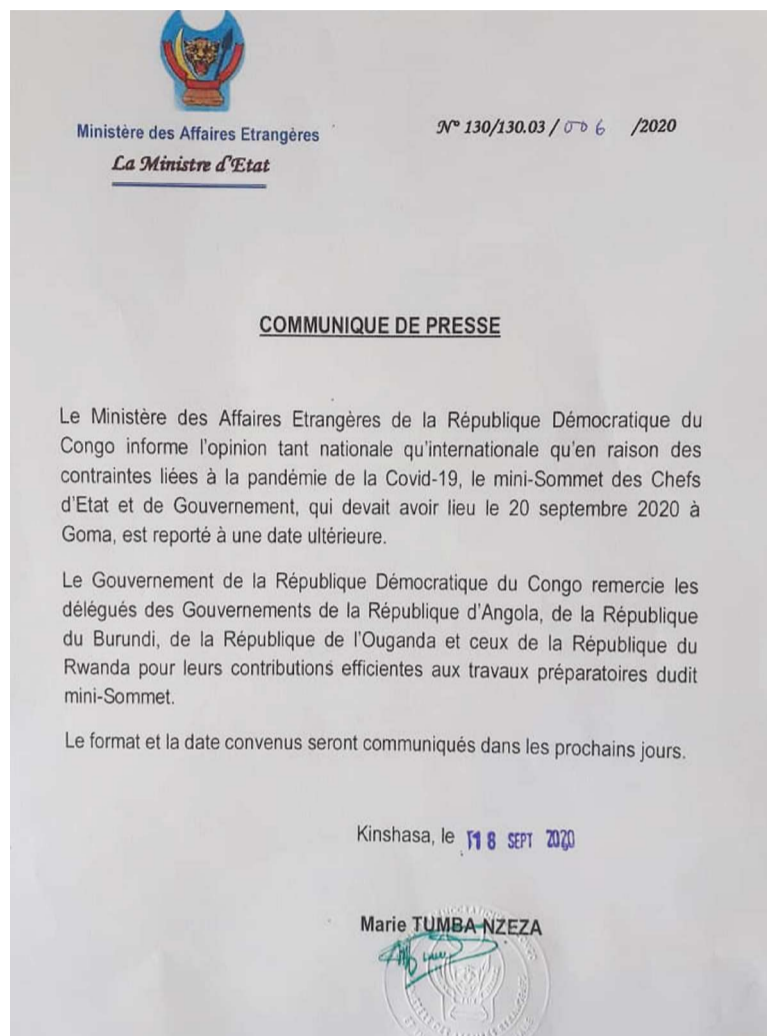 Ministère des Affaires Etrangères
La Ministre d'Etat
N° 130/130.03 / 006 /2020
COMMUNIQUE DE PRESSE
Le Ministère des Affaires Etrangères de la République Démocratique du
Congo informe l'opinion tant nationale qu'internationale qu'en raison des
contraintes liées à la pandémie de la Covid-19, le mini-Sommet des Chefs
d'Etat et de Gouvernement, qui devait avoir lieu le 20 septembre 2020 à
Goma, est reporté à une date ultérieure.
Le Gouvernement de la République Démocratique du Congo remercie les
délégués des Gouvernements de la République d'Angola, de la République
du Burundi, de la République de l'Ouganda et ceux de la République du
Rwanda pour leurs contributions efficientes aux travaux préparatoires dudit
mini-Sommet.
Le format et la date convenus seront communiqués dans les prochains jours.
Kinshasa, le 18 SEPT 2020
Marie TUMBA NZEZA